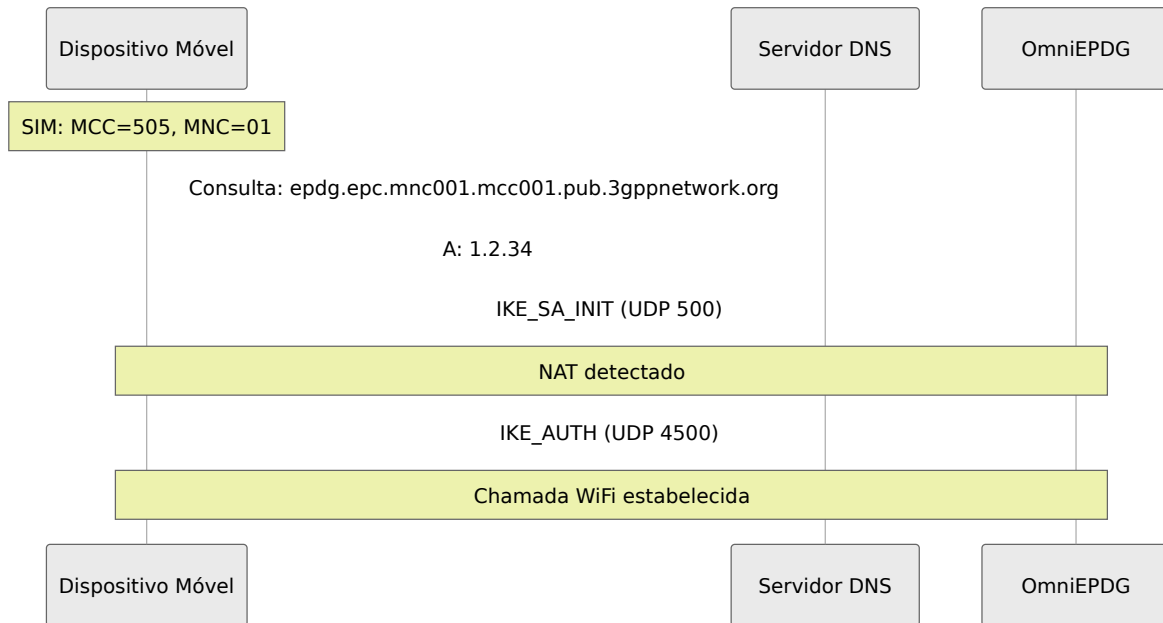 Dispositivo Móvel
Servidor DNS
OmniEPDG
SIM: MCC=505, MNC=01
Consulta: epdg.epc.mnc001.mcc001.pub.3gppnetwork.org
A: 1.2.34
IKE_SA_INIT (UDP 500)
NAT detectado
IKE_AUTH (UDP 4500)
Chamada WiFi estabelecida
Dispositivo Móvel
Servidor DNS
OmniEPDG